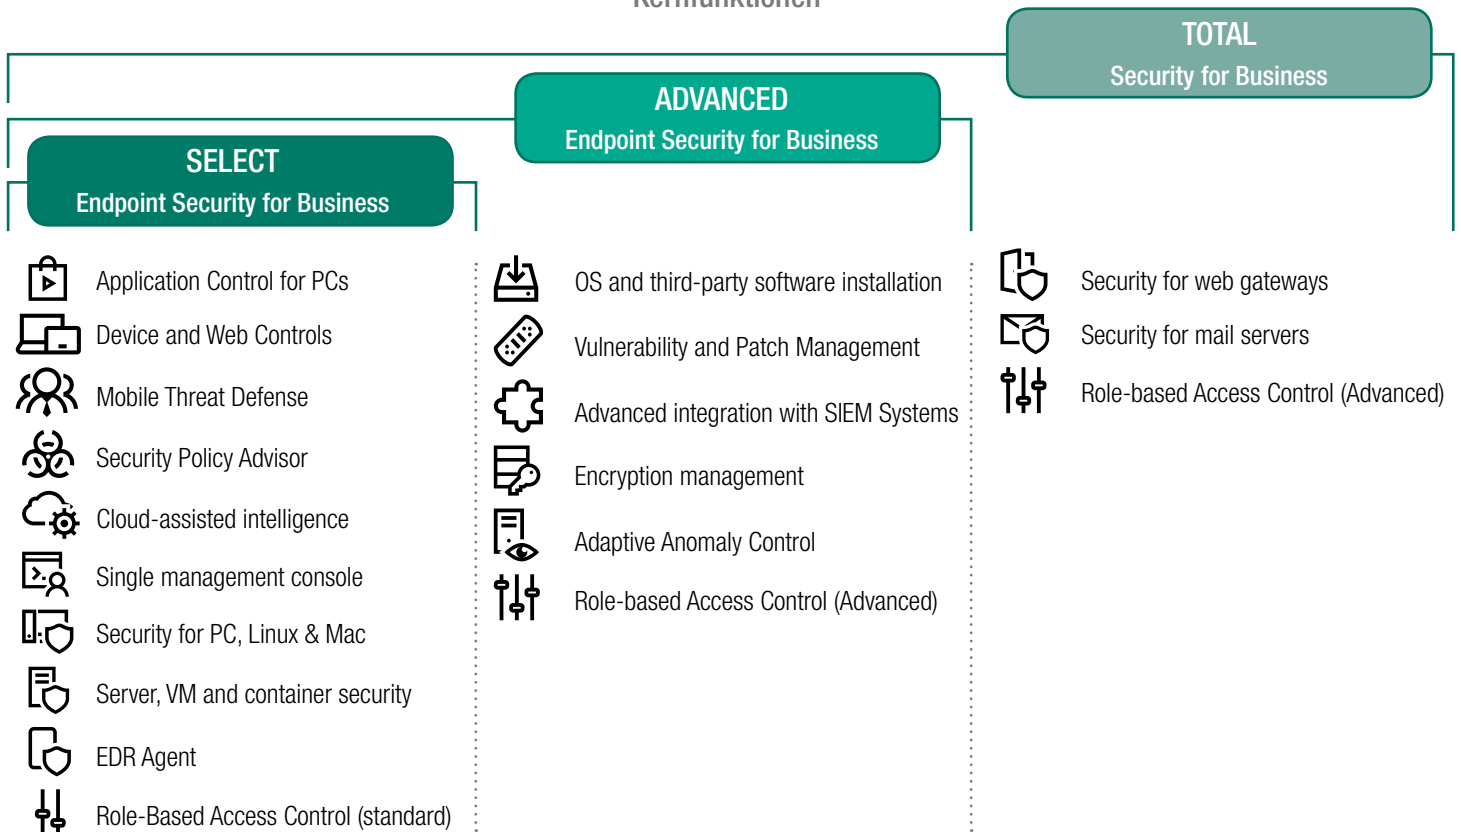 Kernfunktionen
TOTAL
Security for Business
ADVANCED
Endpoint Security for Business
SELECT
Endpoint Security for Business
Application Control for PCs
Device and Web Controls
Mobile Threat Defense
Security Policy Advisor
Cloud-assisted intelligence
Single management console
Security for PC, Linux & Mac
Server, VM and container security
EDR Agent
Role-Based Access Control (standard)
OS and third-party software installation
Vulnerability and Patch Management
Advanced integration with SIEM Systems
Encryption management
Adaptive Anomaly Control
Role-based Access Control (Advanced)
Security for web gateways
Security for mail servers
Role-based Access Control (Advanced)